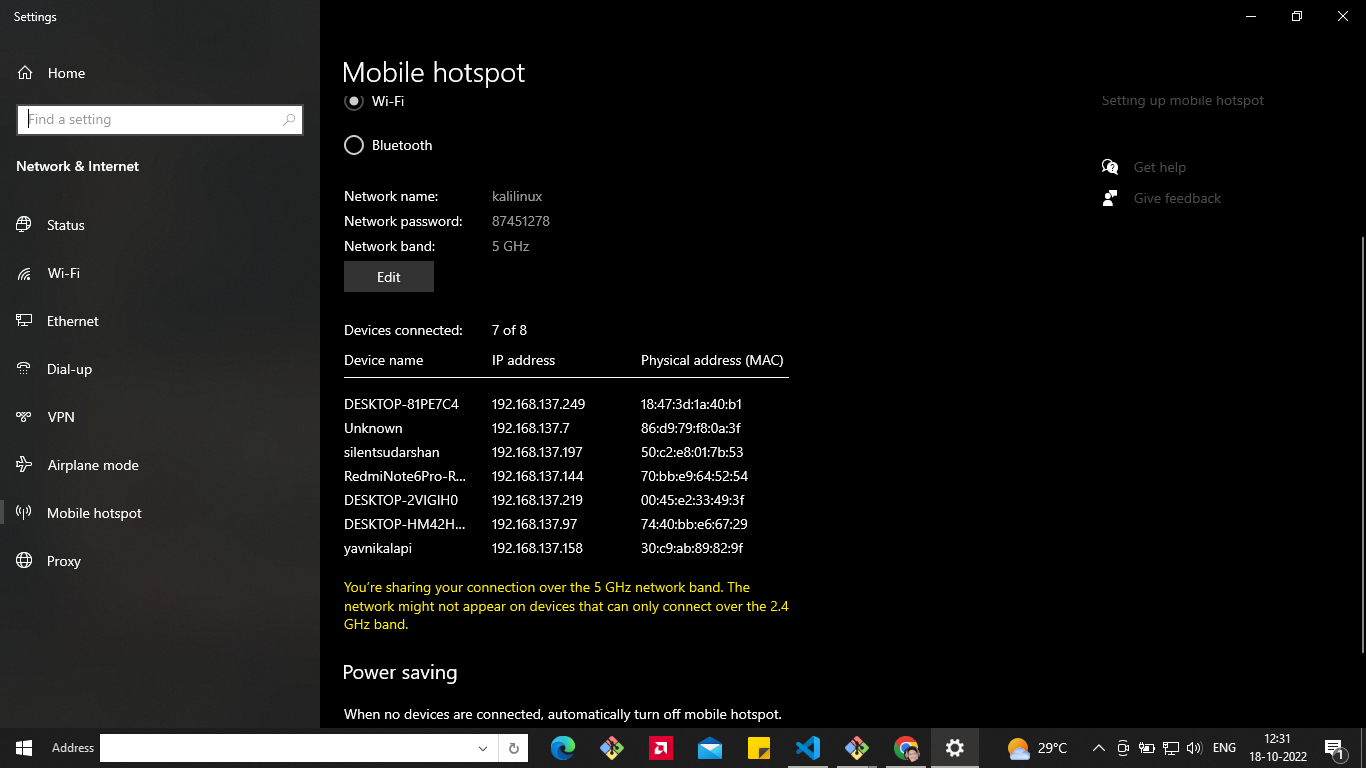 Settings
Home
Find a setting
Network & Internet
Status
Wi-Fi
Ethernet
Dial-up
VPN
Airplane mode
Mobile hotspot
Proxy
Mobile hotspot
Wi-Fi
Bluetooth
Network name: kalilinux
Network password: 87451278
Network band: 5 GHz
Edit
Devices connected: 7 of 8
Device name IP address Physical address (MAC)
DESKTOP-81PE7C4 192.168.137.249 18:47:3d:1a:40:b1
Unknown 192.168.137.7 86:d9:79:f8:0a:3f
silentsudarshan 192.168.137.197 50:c2:e8:01:7b:53
RedmiNote6Pro-R... 192.168.137.144 70:bb:e9:64:52:54
DESKTOP-2VIGIH0 192.168.137.219 00:45:e2:33:49:3f
DESKTOP-HM42H... 192.168.137.97 74:40:bb:e6:67:29
yavnikalapi 192.168.137.158 30:c9:ab:89:82:9f
You're sharing your connection over the 5 GHz network band. The
network might not appear on devices that can only connect over the 2.4
GHz band.
Power saving
When no devices are connected, automatically turn off mobile hotspot.
Setting up mobile hotspot
Get help
Give feedback
Address
29°C
ENG
12:31
18-10-2022
1